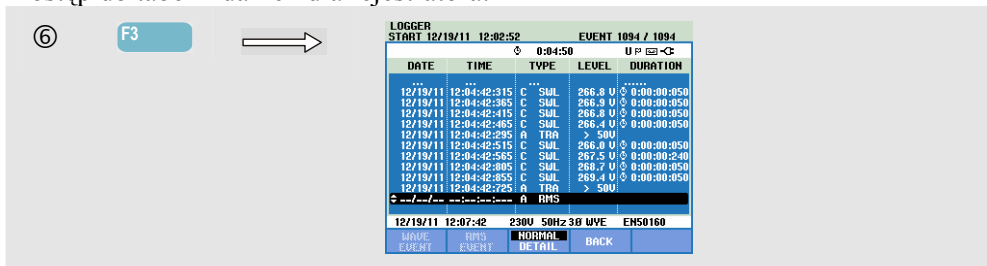 ⑥ F3
LOGGER
START 12/19/11 12:02:52 EVENT 1094 / 1094
0:04:50 U
DATE TIME TYPE LEVEL DURATION
... ... ... ......
12/19/11 12:04:42:315 C SWL 266.8 V 0:00:00:050
12/19/11 12:04:42:365 C SWL 266.9 V 0:00:00:050
12/19/11 12:04:42:415 C SWL 266.8 V 0:00:00:050
12/19/11 12:04:42:465 C SWL 266.4 V 0:00:00:050
12/19/11 12:04:42:295 A TRA > 50V
12/19/11 12:04:42:515 C SWL 266.0 V 0:00:00:050
12/19/11 12:04:42:565 C SWL 267.5 V 0:00:00:240
12/19/11 12:04:42:805 C SWL 268.7 V 0:00:00:050
12/19/11 12:04:42:855 C SWL 269.4 V 0:00:00:050
12/19/11 12:04:42:725 A TRA > 50V
--/--/-- --:--:--:--- A RMS
12/19/11 12:07:42 230V 50Hz 3Ø WYE EN50160
WAVE EVENT RMS EVENT NORMAL DETAIL BACK